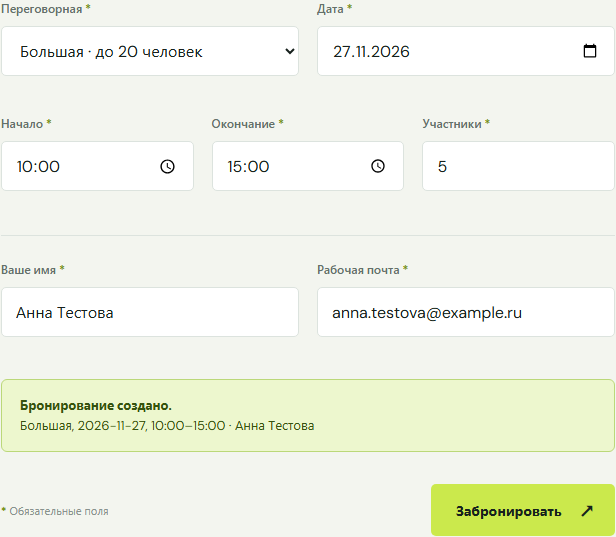 Переговорная * Дата *
Большая · до 20 человек 27.11.2026
Начало * Окончание * Участники *
10:00 15:00 5
Ваше имя * Рабочая почта *
Анна Тестова anna.testova@example.ru
Бронирование создано.
Большая, 2026-11-27, 10:00–15:00 · Анна Тестова
* Обязательные поля Забронировать ↗